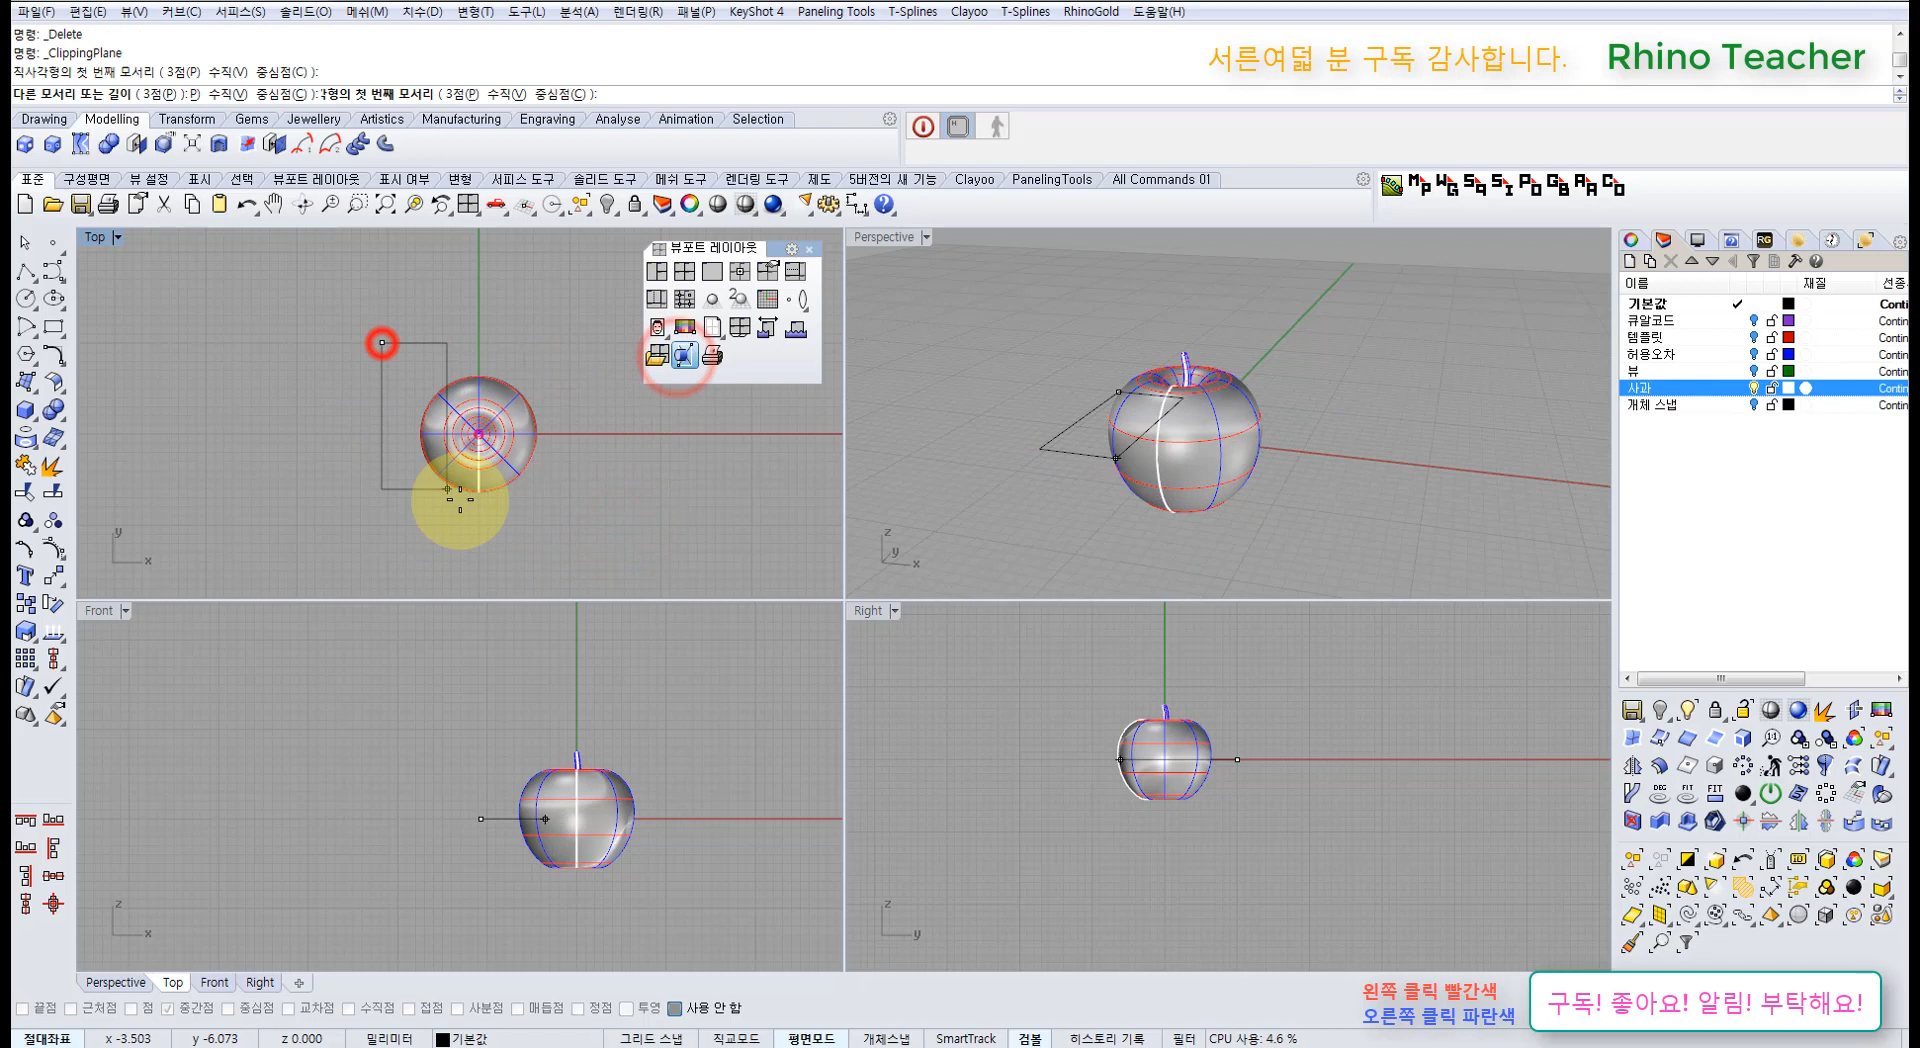 파일(F) 편집(E) 뷰(V) 커브(C) 서피스(S) 솔리드(O) 메쉬(M) 치수(D) 변형(T) 도구(L) 분석(A) 렌더링(R) 패널(P) KeyShot 4 Paneling Tools T-Splines Clayoo T-Splines RhinoGold 도움말(H)
명령: _Delete
명령: _ClippingPlane
직사각형의 첫 번째 모서리 ( 3점(P) 수직(V) 중심점(C) ):
다른 모서리 또는 길이 ( 3점(P) ): P) 수직(V) 중심점(C) ):각형의 첫 번째 모서리 ( 3점(P) 수직(V) 중심점(C) ):
서른여덟 분 구독 감사합니다.
Rhino Teacher
Drawing Modelling Transform Gems Jewellery Artistics Manufacturing Engraving Analyse Animation Selection
표준 구성평면 뷰 설정 표시 선택 뷰포트 레이아웃 표시 여부 변형 서피스 도구 솔리드 도구 메쉬 도구 렌더링 도구 제도 5버전의 새 기능 Clayoo PanelingTools All Commands 01
Top
뷰포트 레이아웃
Perspective
이름 재질 선종
기본값 Conti
큐알코드 Contin
템플릿 Contin
허용오차 Contin
뷰 Contin
사과 Contin
개체 스냅 Contin
y
x
z
y
x
Front
Right
z
x
z
y
Perspective Top Front Right
끝점 근처점 점 중간점 중심점 교차점 수직점 접점 사분점 매듭점 정점 투영 사용 안 함
왼쪽 클릭 빨간색
오른쪽 클릭 파란색
구독! 좋아요! 알림! 부탁해요!
절대좌표 x -3.503 y -6.073 z 0.000 밀리미터 기본값 그리드 스냅 직교모드 평면모드 개체스냅 SmartTrack 검볼 히스토리 기록 필터 CPU 사용: 4.6 %